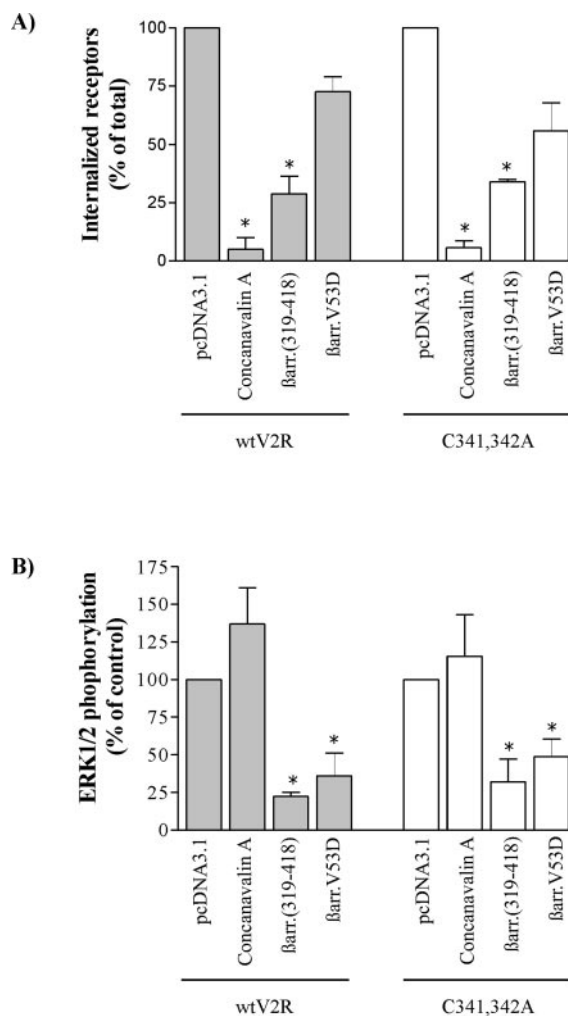 A)
Internalized receptors
(% of total)
100
75
50
25
0
*
*
*
*
pcDNA3.1
Concanavalin A
ßarr.(319-418)
ßarr.V53D
pcDNA3.1
Concanavalin A
ßarr.(319-418)
ßarr.V53D
wtV2R
C341,342A
B)
ERK1/2 phophorylation
(% of control)
175
150
125
100
75
50
25
0
*
*
*
*
pcDNA3.1
Concanavalin A
ßarr.(319-418)
ßarr.V53D
pcDNA3.1
Concanavalin A
ßarr.(319-418)
ßarr.V53D
wtV2R
C341,342A